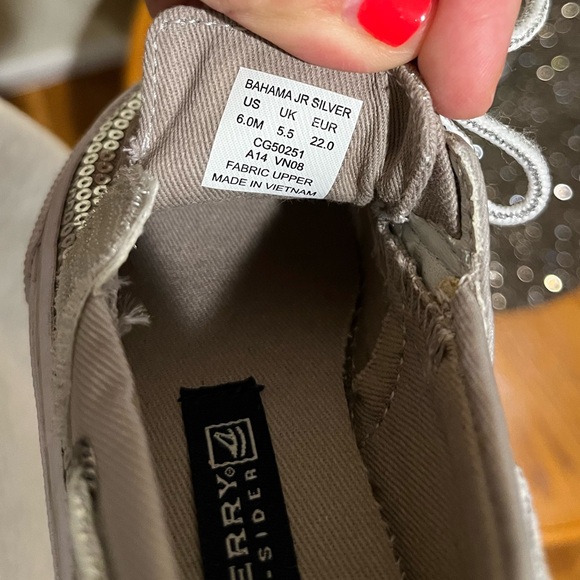 BAHAMA JR SILVER
US UK EUR
6.0M 5.5 22.0
CG50251
A14 VN08
FABRIC UPPER
MADE IN VIETNAM
ERRY
-SIDER